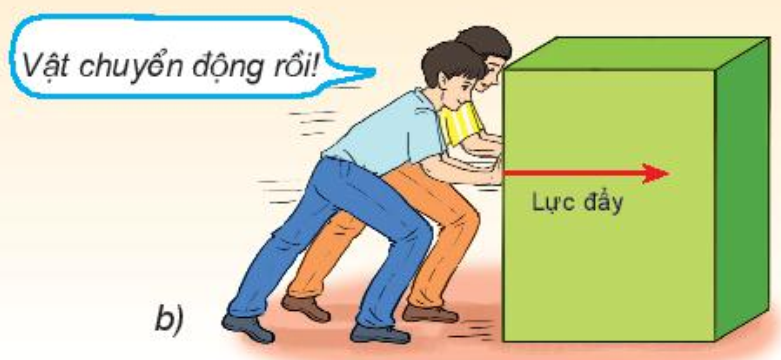 Vật chuyển động rồi!
Lực đẩy
b)